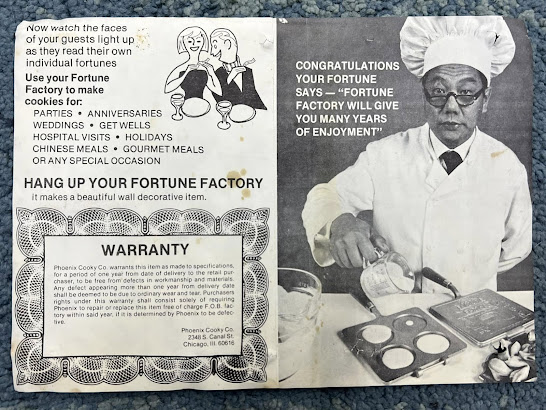 Now watch the faces
of your guests light up
as they read their own
individual fortunes
Use your Fortune
Factory to make
cookies for:
PARTIES • ANNIVERSARIES
WEDDINGS • GET WELLS
HOSPITAL VISITS • HOLIDAYS
CHINESE MEALS • GOURMET MEALS
OR ANY SPECIAL OCCASION
HANG UP YOUR FORTUNE FACTORY
it makes a beautiful wall decorative item.
WARRANTY
Phoenix Cooky Co. warrants this item as made to specifications,
for a period of one year from date of delivery to the retail pur-
chaser, to be free from defects in workmanship and materials.
Any defect appearing more than one year from delivery date
shall be deemed to be due to ordinary wear and tear. Purchasers
rights under this warranty shall consist solely of requiring
Phoenix to repair or replace this item free of charge F.O.B. fac-
tory within said year, if it is determined by Phoenix to be defec-
tive.
Phoenix Cooky Co.
2348 S. Canal St.
Chicago, Ill. 60616
CONGRATULATIONS
YOUR FORTUNE
SAYS — "FORTUNE
FACTORY WILL GIVE
YOU MANY YEARS
OF ENJOYMENT"